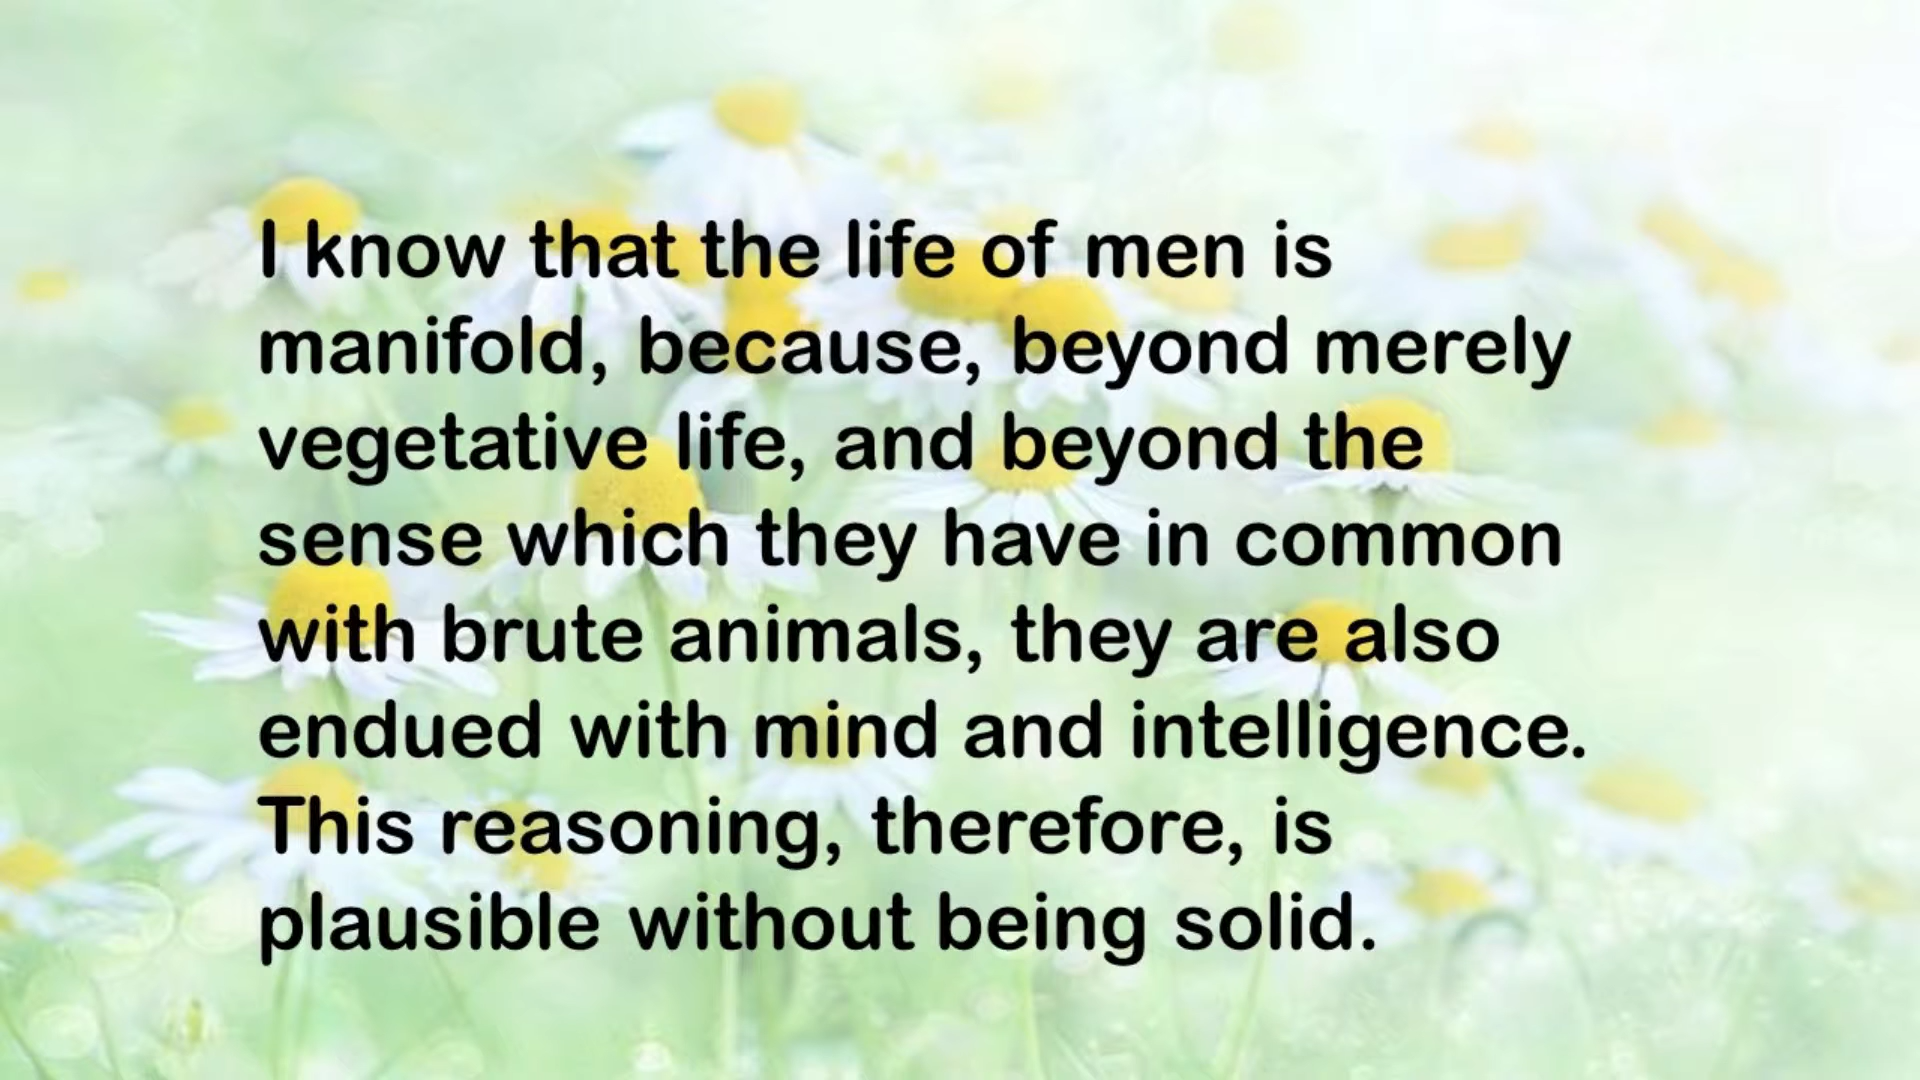 I know that the life of men is
manifold, because, beyond merely
vegetative life, and beyond the
sense which they have in common
with brute animals, they are also
endued with mind and intelligence.
This reasoning, therefore, is
plausible without being solid.